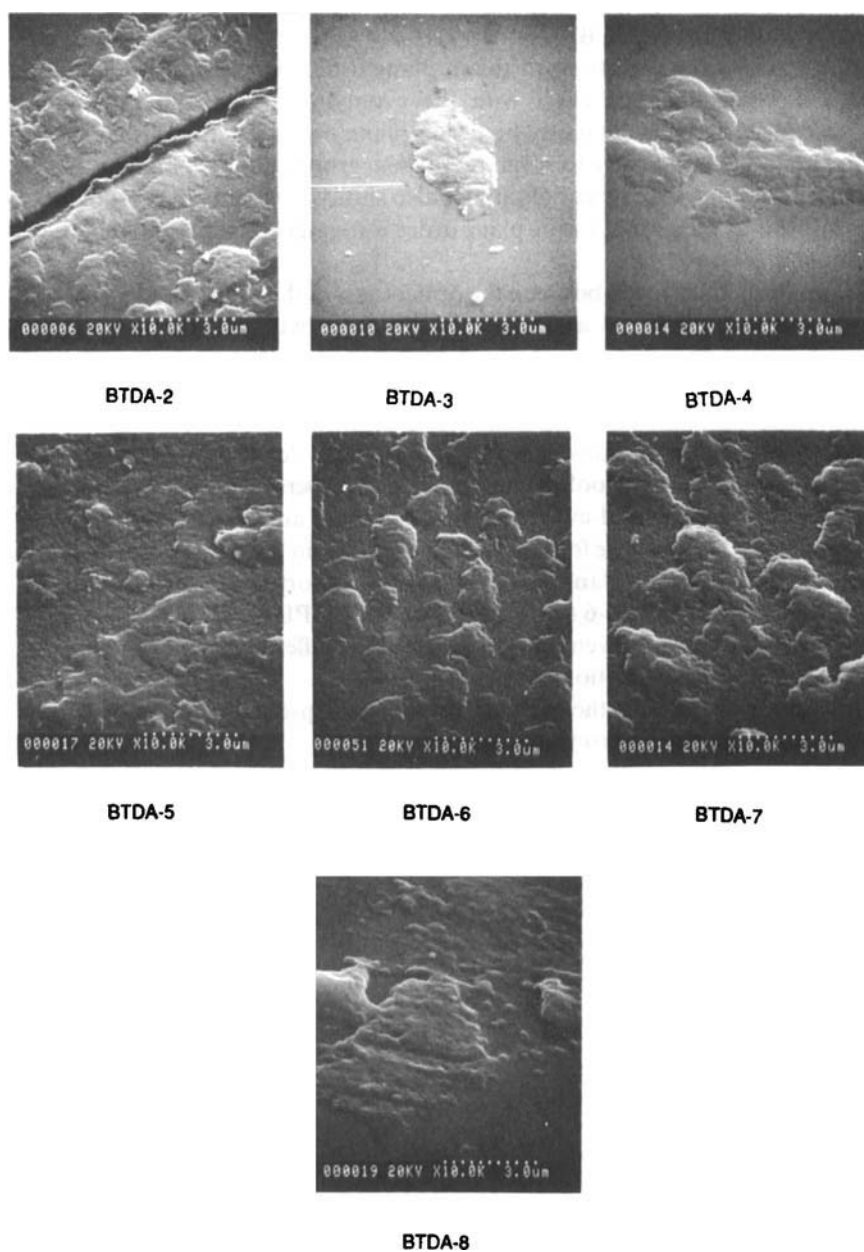 000006 20KV X10.0K 3.0um
000010 20KV X10.0K 3.0um
000014 20KV X10.0K 3.0um
BTDA-2
BTDA-3
BTDA-4
000017 20KV X10.0K 3.0um
000051 20KV X10.0K 3.0um
000014 20KV X10.0K 3.0um
BTDA-5
BTDA-6
BTDA-7
000019 20KV X10.0K 3.0um
BTDA-8